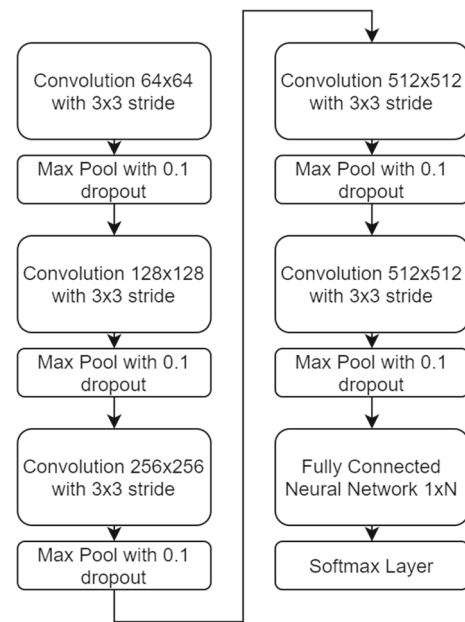 Convolution 64x64
with 3x3 stride
Max Pool with 0.1
dropout
Convolution 128x128
with 3x3 stride
Max Pool with 0.1
dropout
Convolution 256x256
with 3x3 stride
Max Pool with 0.1
dropout
Convolution 512x512
with 3x3 stride
Max Pool with 0.1
dropout
Convolution 512x512
with 3x3 stride
Max Pool with 0.1
dropout
Fully Connected
Neural Network 1xN
Softmax Layer